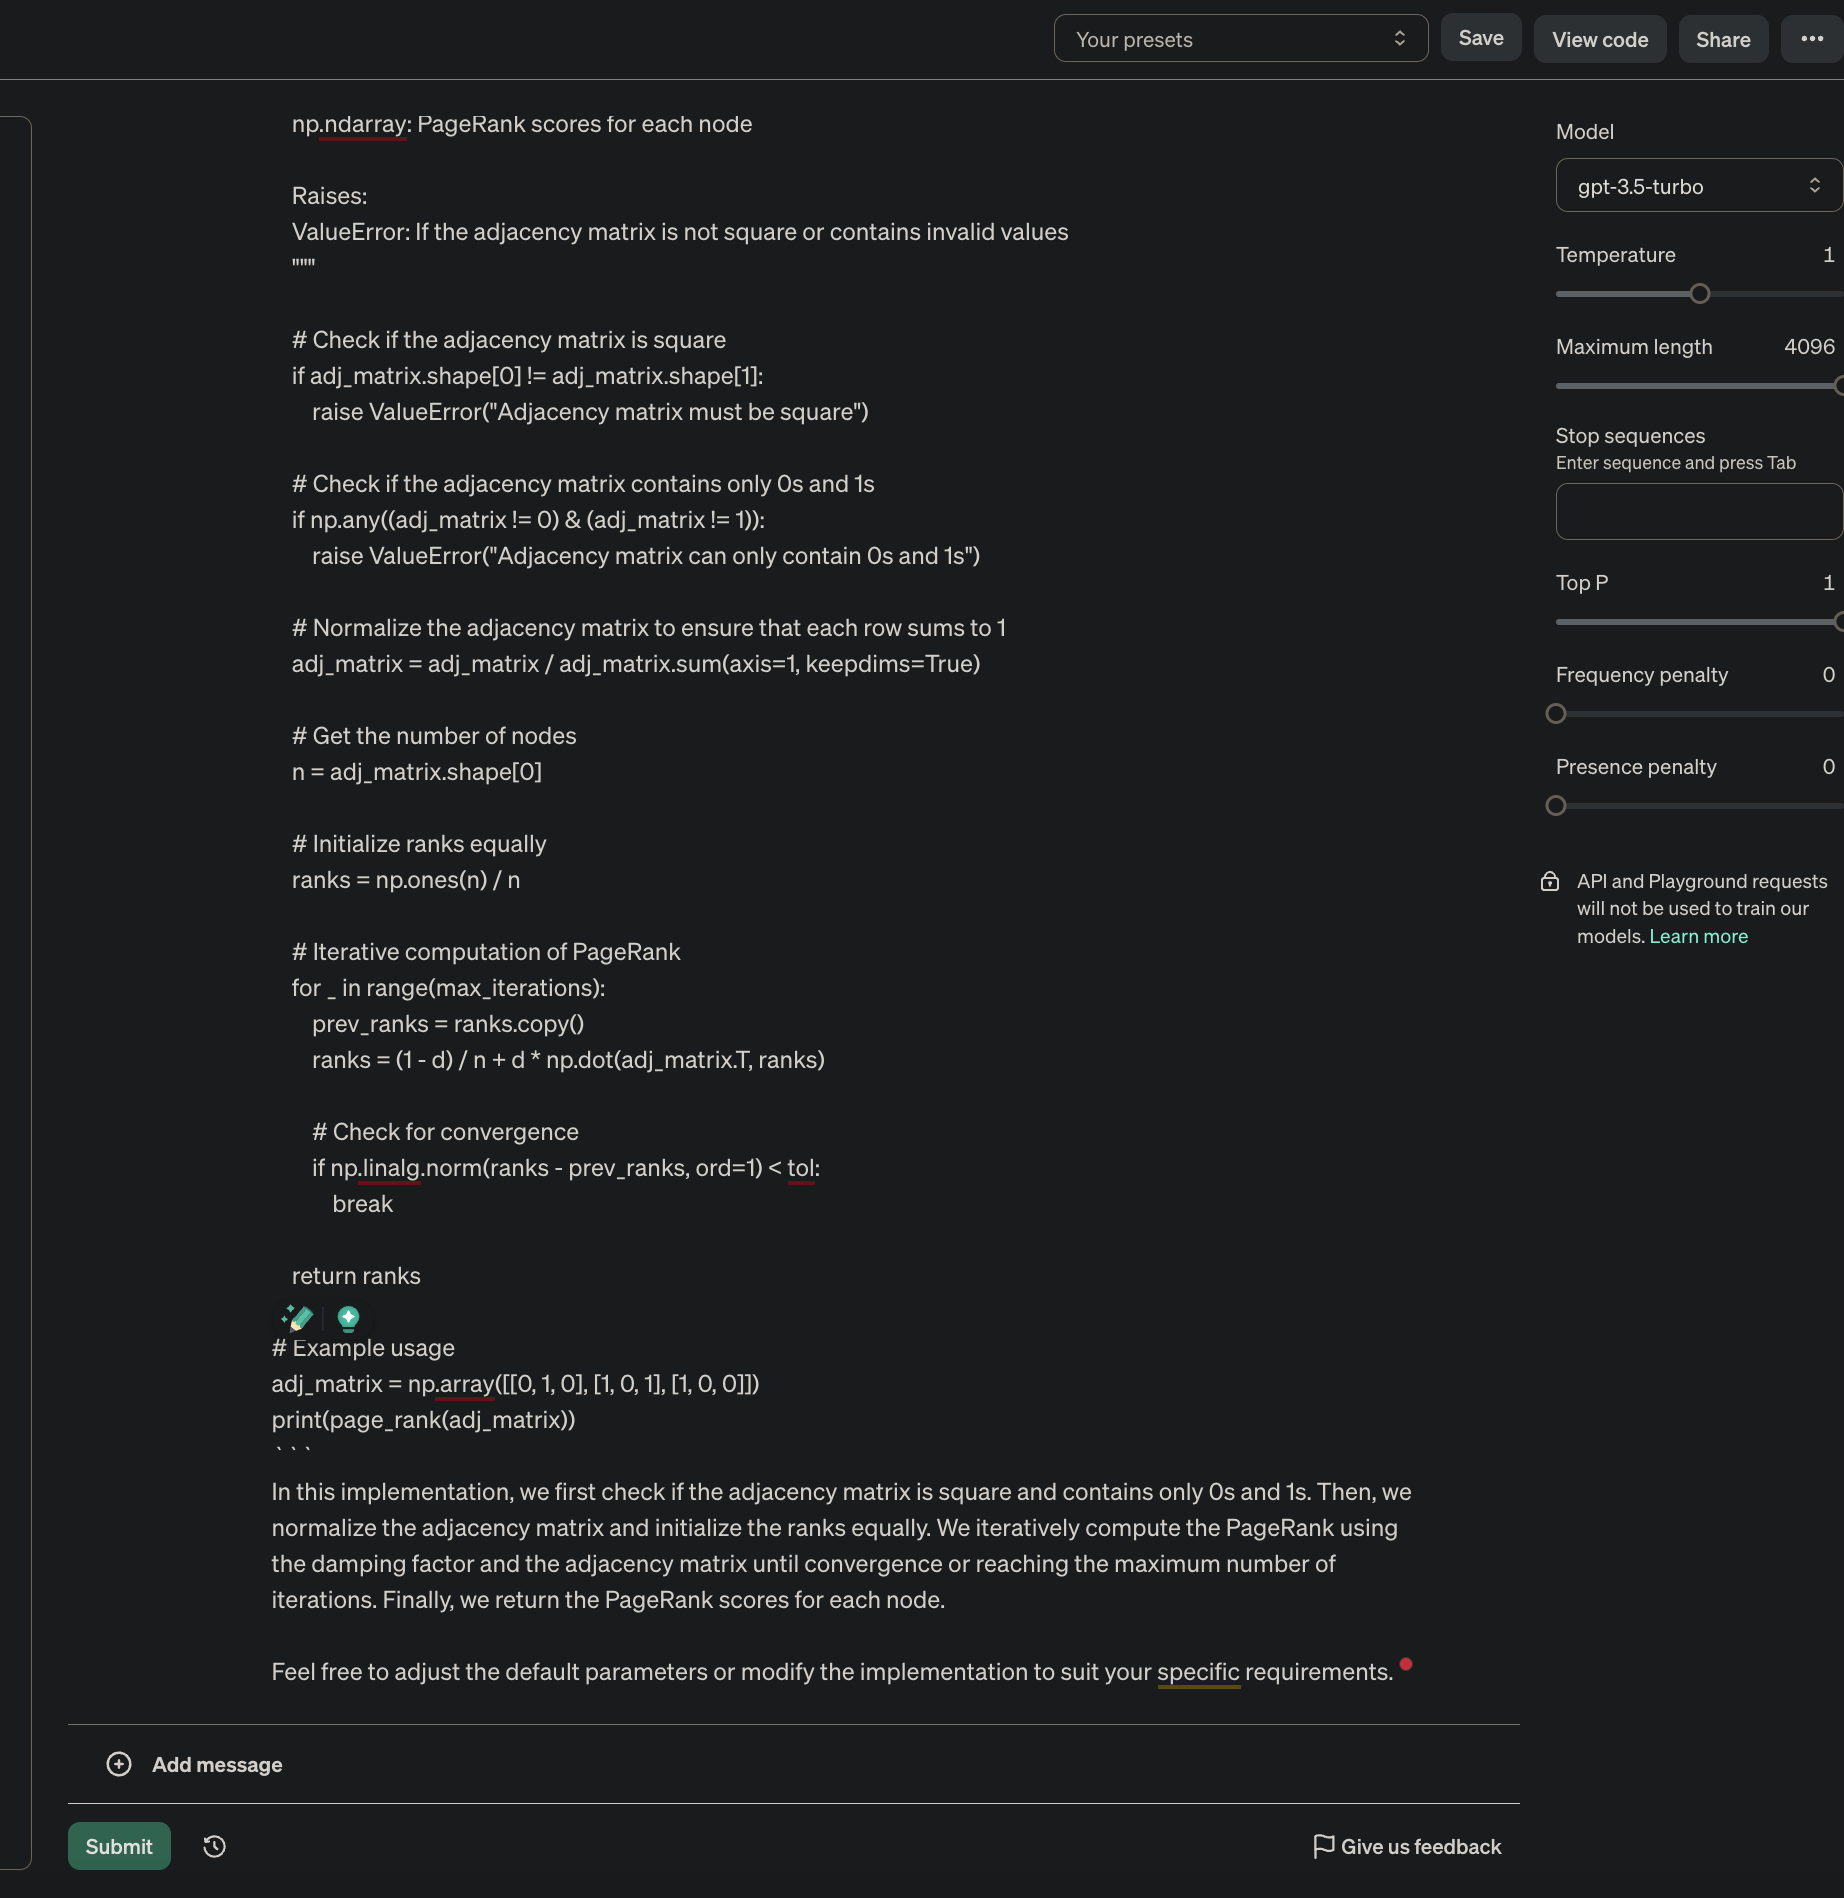 Your presets
Save
View code
Share
np.ndarray: PageRank scores for each node
Raises:
ValueError: If the adjacency matrix is not square or contains invalid values
"""
# Check if the adjacency matrix is square
if adj_matrix.shape[0] != adj_matrix.shape[1]:
    raise ValueError("Adjacency matrix must be square")
# Check if the adjacency matrix contains only 0s and 1s
if np.any((adj_matrix != 0) & (adj_matrix != 1)):
    raise ValueError("Adjacency matrix can only contain 0s and 1s")
# Normalize the adjacency matrix to ensure that each row sums to 1
adj_matrix = adj_matrix / adj_matrix.sum(axis=1, keepdims=True)
# Get the number of nodes
n = adj_matrix.shape[0]
# Initialize ranks equally
ranks = np.ones(n) / n
# Iterative computation of PageRank
for _ in range(max_iterations):
    prev_ranks = ranks.copy()
    ranks = (1 - d) / n + d * np.dot(adj_matrix.T, ranks)
    # Check for convergence
    if np.linalg.norm(ranks - prev_ranks, ord=1) < tol:
        break
return ranks
# Example usage
adj_matrix = np.array([[0, 1, 0], [1, 0, 1], [1, 0, 0]])
print(page_rank(adj_matrix))
```
In this implementation, we first check if the adjacency matrix is square and contains only 0s and 1s. Then, we
normalize the adjacency matrix and initialize the ranks equally. We iteratively compute the PageRank using
the damping factor and the adjacency matrix until convergence or reaching the maximum number of
iterations. Finally, we return the PageRank scores for each node.
Feel free to adjust the default parameters or modify the implementation to suit your specific requirements.
Add message
Submit
Give us feedback
Model
gpt-3.5-turbo
Temperature 1
Maximum length 4096
Stop sequences
Enter sequence and press Tab
Top P 1
Frequency penalty 0
Presence penalty 0
API and Playground requests
will not be used to train our
models. Learn more